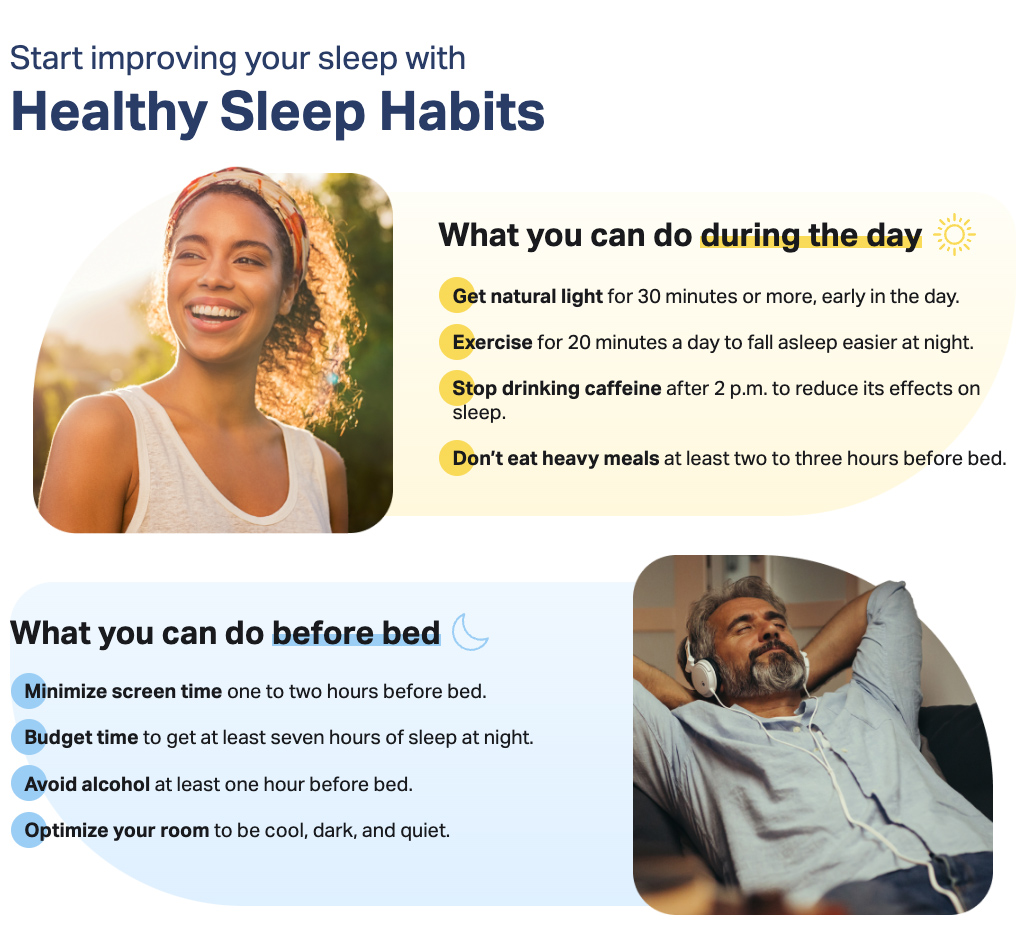 Start improving your sleep with
Healthy Sleep Habits
What you can do during the day
Get natural light for 30 minutes or more, early in the day.
Exercise for 20 minutes a day to fall asleep easier at night.
Stop drinking caffeine after 2 p.m. to reduce its effects on
sleep.
Don’t eat heavy meals at least two to three hours before bed.
What you can do before bed
Minimize screen time one to two hours before bed.
Budget time to get at least seven hours of sleep at night.
Avoid alcohol at least one hour before bed.
Optimize your room to be cool, dark, and quiet.